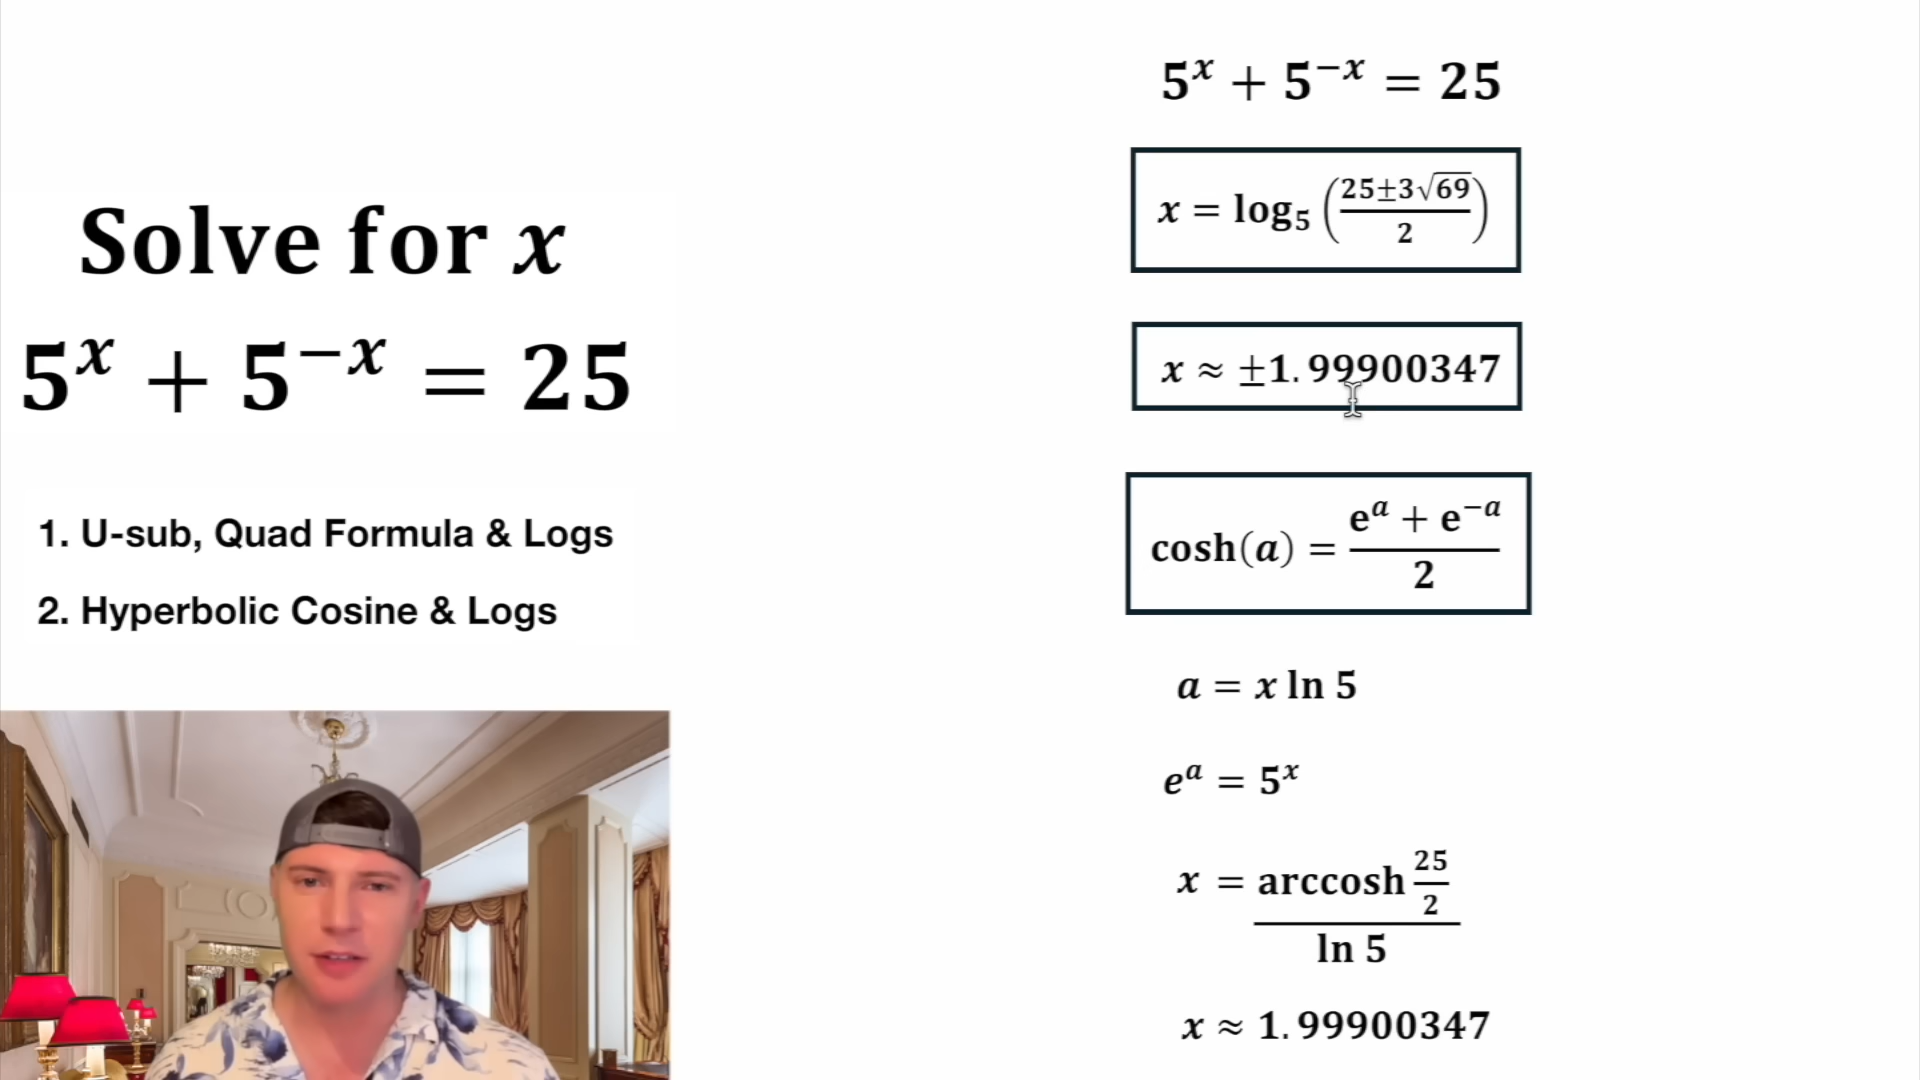 Solve for x
5^x + 5^−x = 25
1. U-sub, Quad Formula & Logs
2. Hyperbolic Cosine & Logs
5^x + 5^−x = 25
x = log₅((25±3√69)/2)
x ≈ ±1.99900347
cosh(a) = (e^a + e^−a)/2
a = x ln 5
e^a = 5^x
x = (arccosh 25/2)/(ln 5)
x ≈ 1.99900347